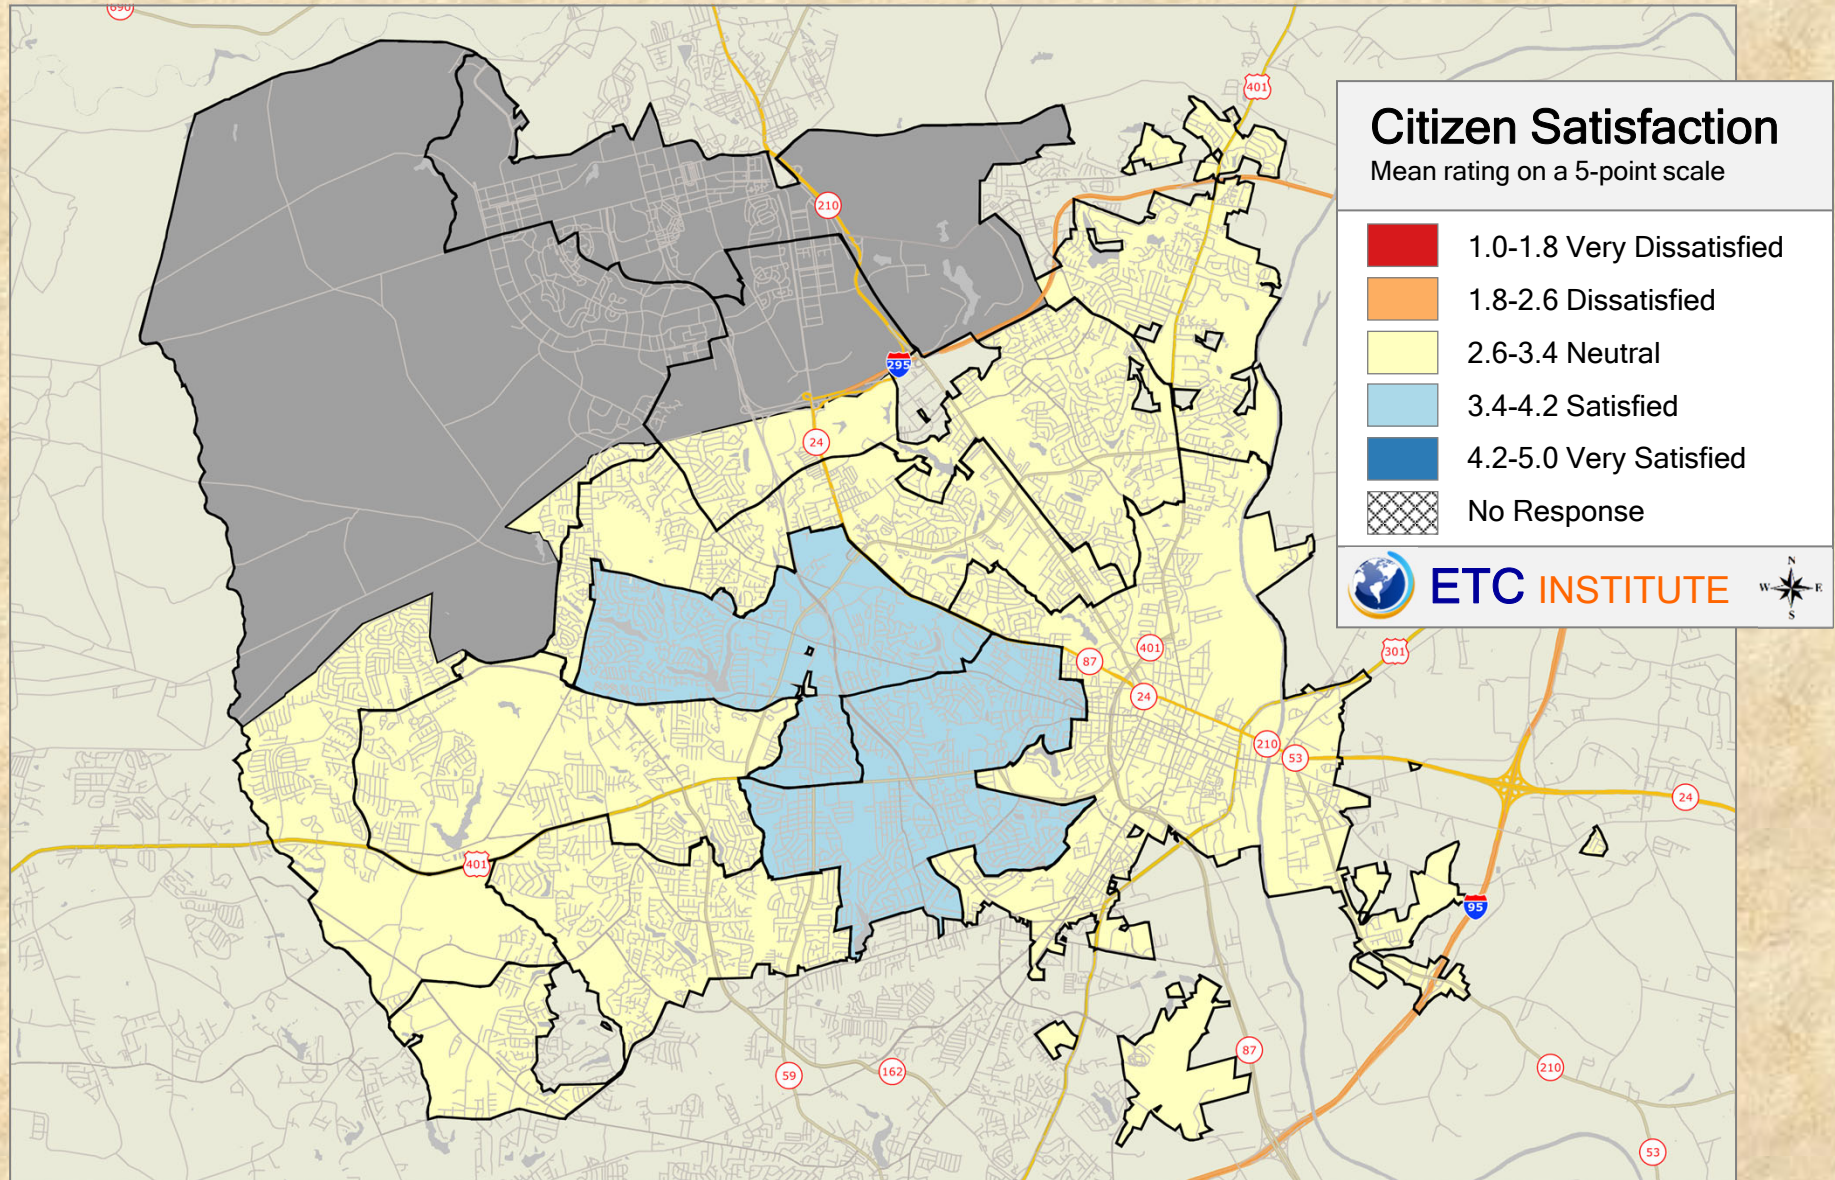 690
401
Citizen Satisfaction
Mean rating on a 5-point scale
210
1.0-1.8 Very Dissatisfied
1.8-2.6 Dissatisfied
2.6-3.4 Neutral
295
3.4-4.2 Satisfied
24
4.2-5.0 Very Satisfied
No Response
ETC INSTITUTE
N
W E
S
401
301
87
24
210
53
24
401
95
87
210
59
162
53